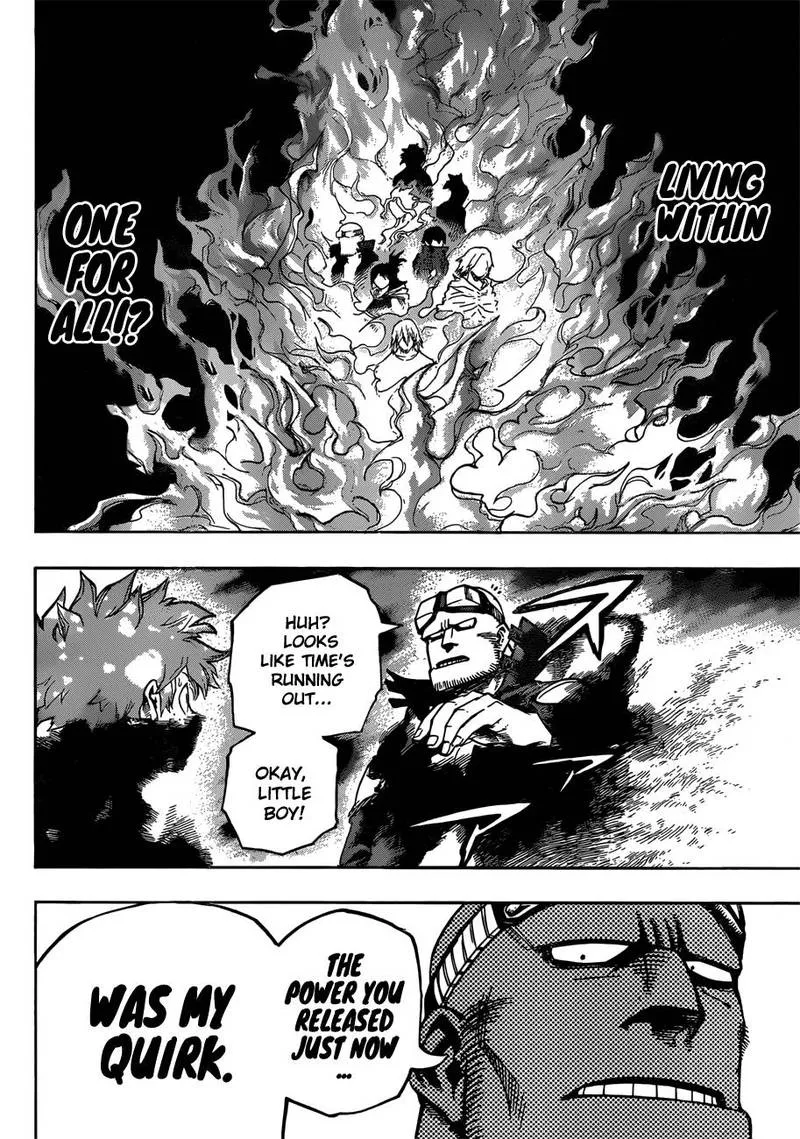 LIVING
WITHIN
ONE
FOR
ALL!?
HUH?
LOOKS
LIKE TIME'S
RUNNING
OUT...
OKAY,
LITTLE
BOY!
THE
POWER YOU
RELEASED
JUST NOW
...
WAS MY
QUIRK.